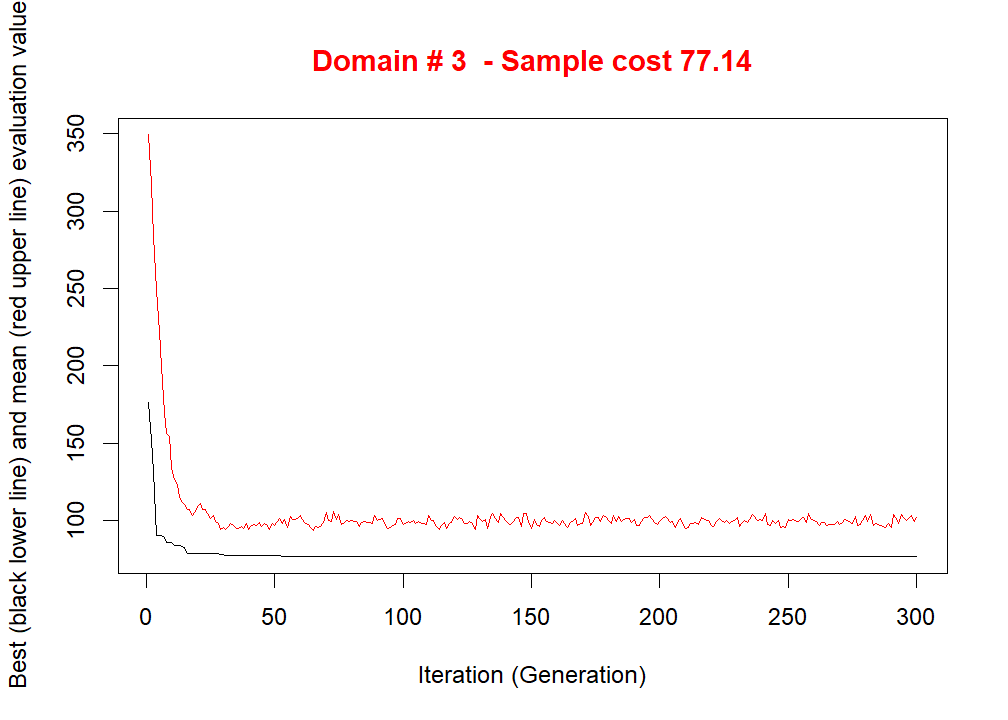 Domain # 3  - Sample cost 77.14
Best (black lower line) and mean (red upper line) evaluation value
350
300
250
200
150
100
0 50 100 150 200 250 300
Iteration (Generation)